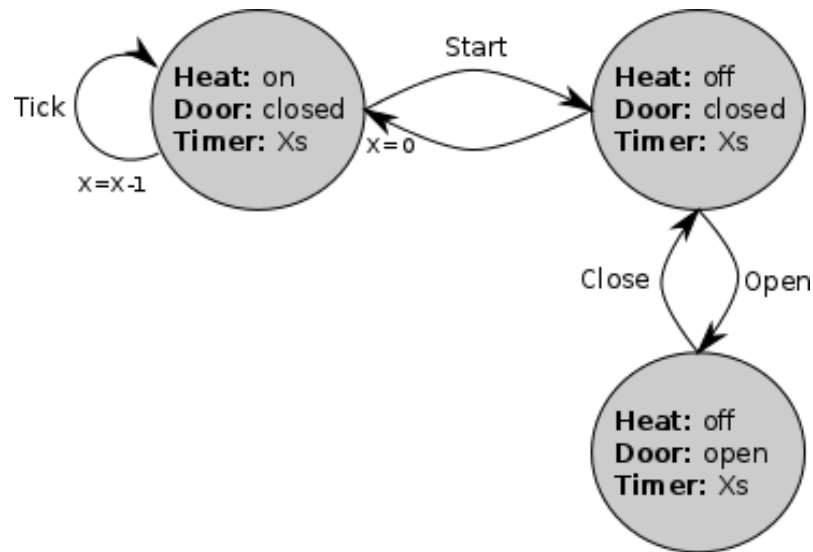 Start
Tick
Heat: on
Door: closed
Timer: Xs
X=X-1
X=0
Heat: off
Door: closed
Timer: Xs
Close
Open
Heat: off
Door: open
Timer: Xs